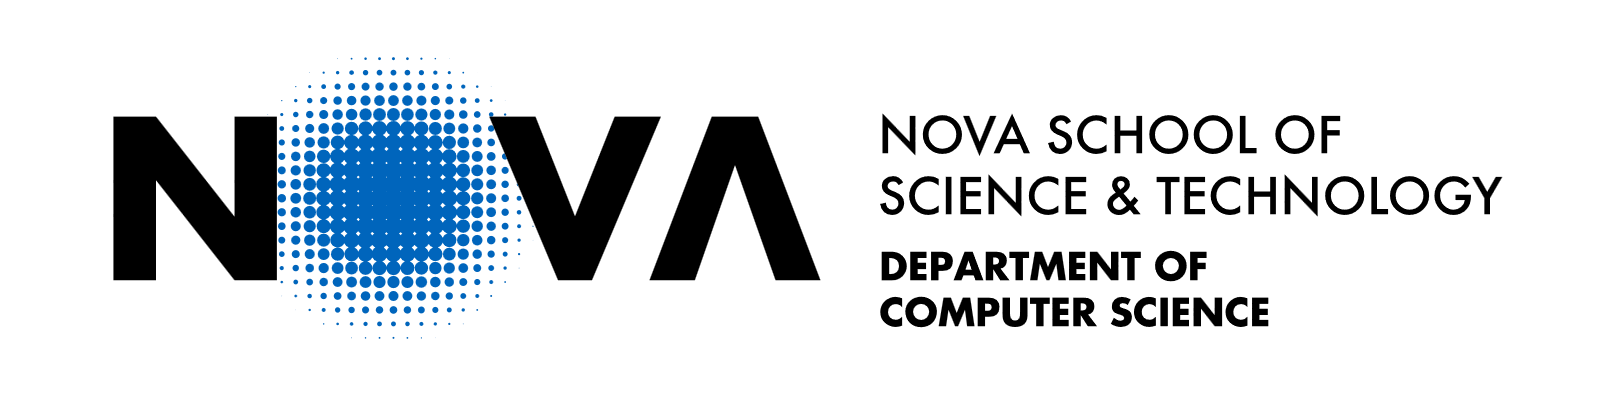 NOVA
NOVA SCHOOL OF
SCIENCE & TECHNOLOGY
DEPARTMENT OF
COMPUTER SCIENCE